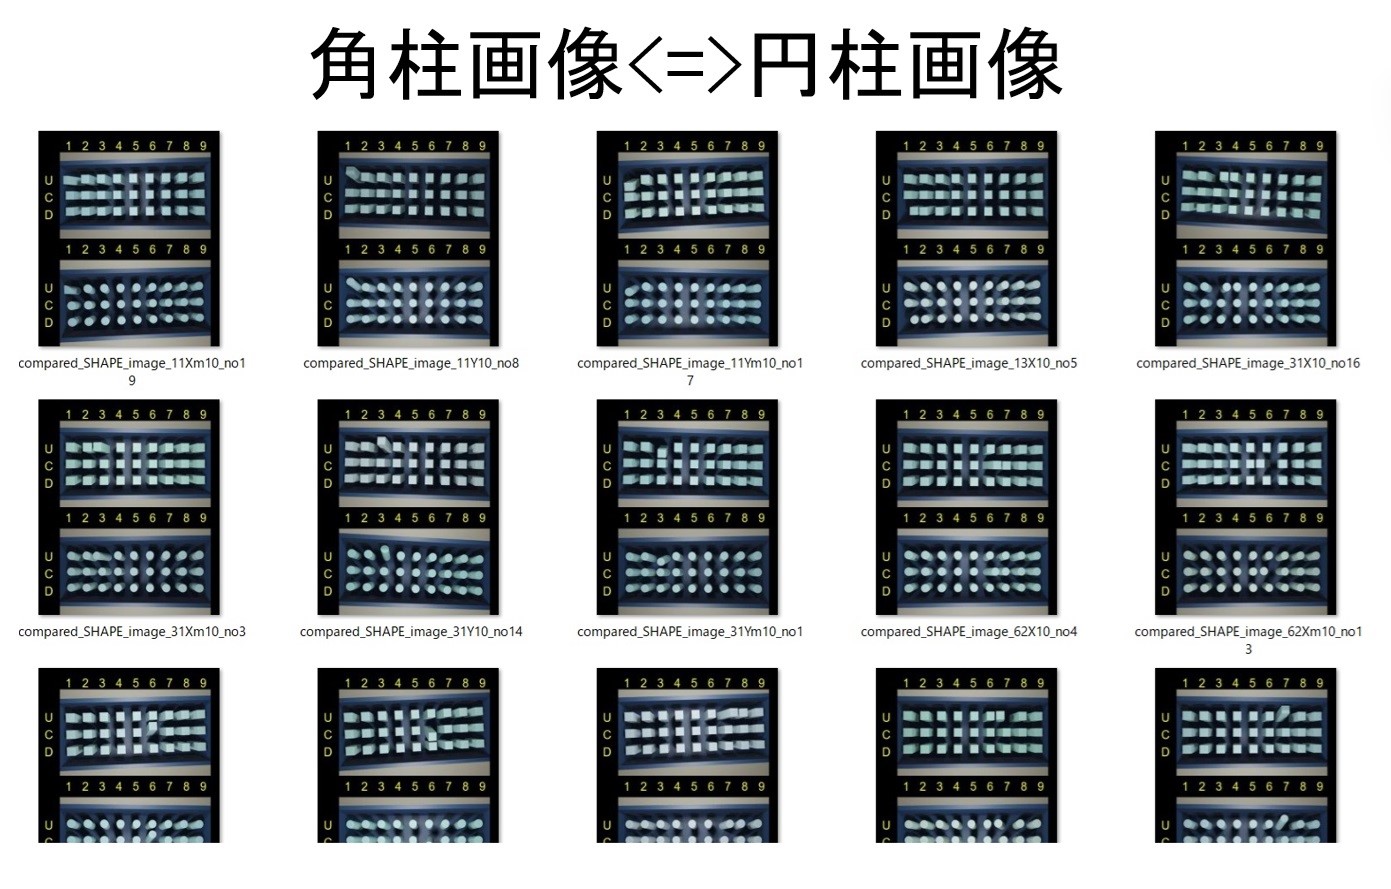 角柱画像<=>円柱画像
1 2 3 4 5 6 7 8 9
U
C
D
1 2 3 4 5 6 7 8 9
U
C
D
compared_SHAPE_image_11Xm10_no1
9
1 2 3 4 5 6 7 8 9
U
C
D
1 2 3 4 5 6 7 8 9
U
C
D
compared_SHAPE_image_11Y10_no8
1 2 3 4 5 6 7 8 9
U
C
D
1 2 3 4 5 6 7 8 9
U
C
D
compared_SHAPE_image_11Ym10_no1
7
1 2 3 4 5 6 7 8 9
U
C
D
1 2 3 4 5 6 7 8 9
U
C
D
compared_SHAPE_image_13X10_no5
1 2 3 4 5 6 7 8 9
U
C
D
1 2 3 4 5 6 7 8 9
U
C
D
compared_SHAPE_image_31X10_no16
1 2 3 4 5 6 7 8 9
U
C
D
1 2 3 4 5 6 7 8 9
U
C
D
compared_SHAPE_image_31Xm10_no3
1 2 3 4 5 6 7 8 9
U
C
D
1 2 3 4 5 6 7 8 9
U
C
D
compared_SHAPE_image_31Y10_no14
1 2 3 4 5 6 7 8 9
U
C
D
1 2 3 4 5 6 7 8 9
U
C
D
compared_SHAPE_image_31Ym10_no1
1 2 3 4 5 6 7 8 9
U
C
D
1 2 3 4 5 6 7 8 9
U
C
D
compared_SHAPE_image_62X10_no4
1 2 3 4 5 6 7 8 9
U
C
D
1 2 3 4 5 6 7 8 9
U
C
D
compared_SHAPE_image_62Xm10_no1
3
1 2 3 4 5 6 7 8 9
U
C
D
1 2 3 4 5 6 7 8 9
U
C
1 2 3 4 5 6 7 8 9
U
C
D
1 2 3 4 5 6 7 8 9
U
C
1 2 3 4 5 6 7 8 9
U
C
D
1 2 3 4 5 6 7 8 9
U
C
1 2 3 4 5 6 7 8 9
U
C
D
1 2 3 4 5 6 7 8 9
U
C
1 2 3 4 5 6 7 8 9
U
C
D
1 2 3 4 5 6 7 8 9
U
C